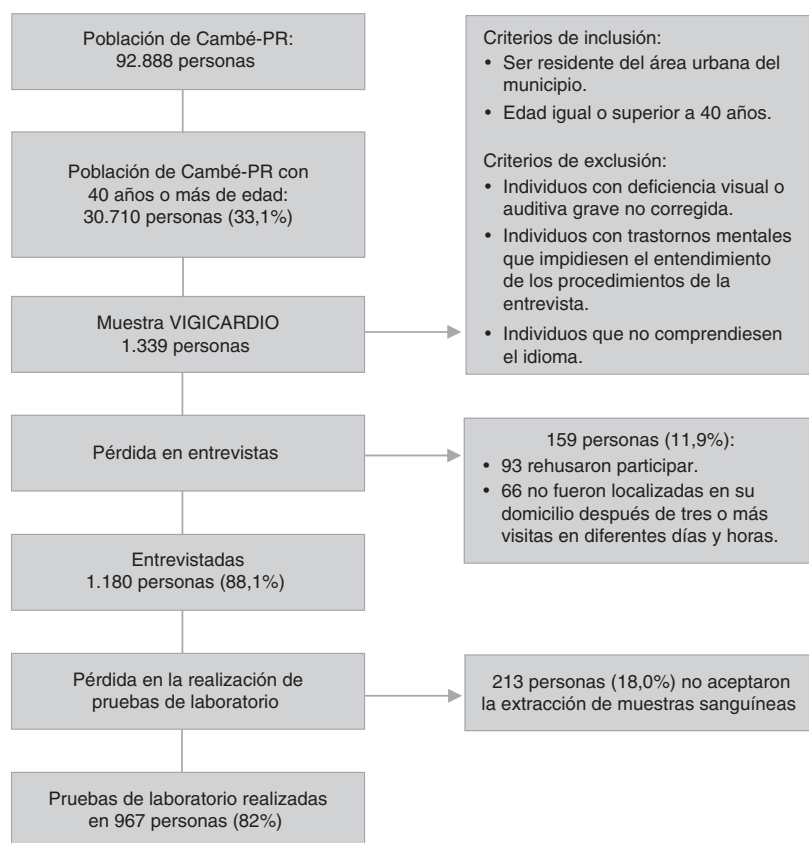 Población de Cambé-PR:
92.888 personas
Población de Cambé-PR con
40 años o más de edad:
30.710 personas (33,1%)
Muestra VIGICARDIO
1.339 personas
Criterios de inclusión:
• Ser residente del área urbana del
municipio.
• Edad igual o superior a 40 años.
Criterios de exclusión:
• Individuos con deficiencia visual o
auditiva grave no corregida.
• Individuos con trastornos mentales
que impidiesen el entendimiento
de los procedimientos de la
entrevista.
• Individuos que no comprendiesen
el idioma.
Pérdida en entrevistas
159 personas (11,9%):
• 93 rehusaron participar.
• 66 no fueron localizadas en su
domicilio después de tres o más
visitas en diferentes días y horas.
Entrevistadas
1.180 personas (88,1%)
Pérdida en la realización de
pruebas de laboratorio
213 personas (18,0%) no aceptaron
la extracción de muestras sanguíneas
Pruebas de laboratorio realizadas
en 967 personas (82%)